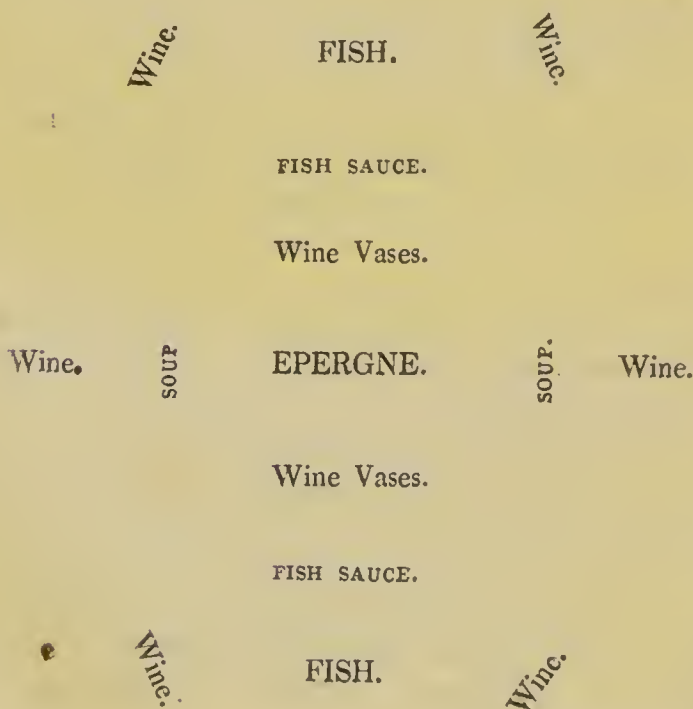 Wine. FISH. Wine.
FISH SAUCE.
Wine Vases.
Wine. SOUP EPERGNE. SOUP. Wine.
Wine Vases.
FISH SAUCE.
Wine. FISH. Wine.